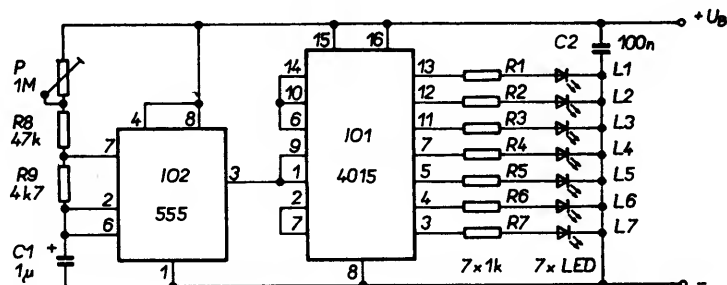 + U_B
C2
100n
15
16
P
1M
14
13
R1
L1
10
12
R2
L2
4
8
6
11
R3
L3
R8
47k
IO1
7
9
7
R4
L4
IO2
3
4015
R9
4k7
1
5
R5
L5
2
555
2
4
R6
L6
6
7
3
R7
L7
C1
+
1µ
1
8
7x1k
7x LED
-